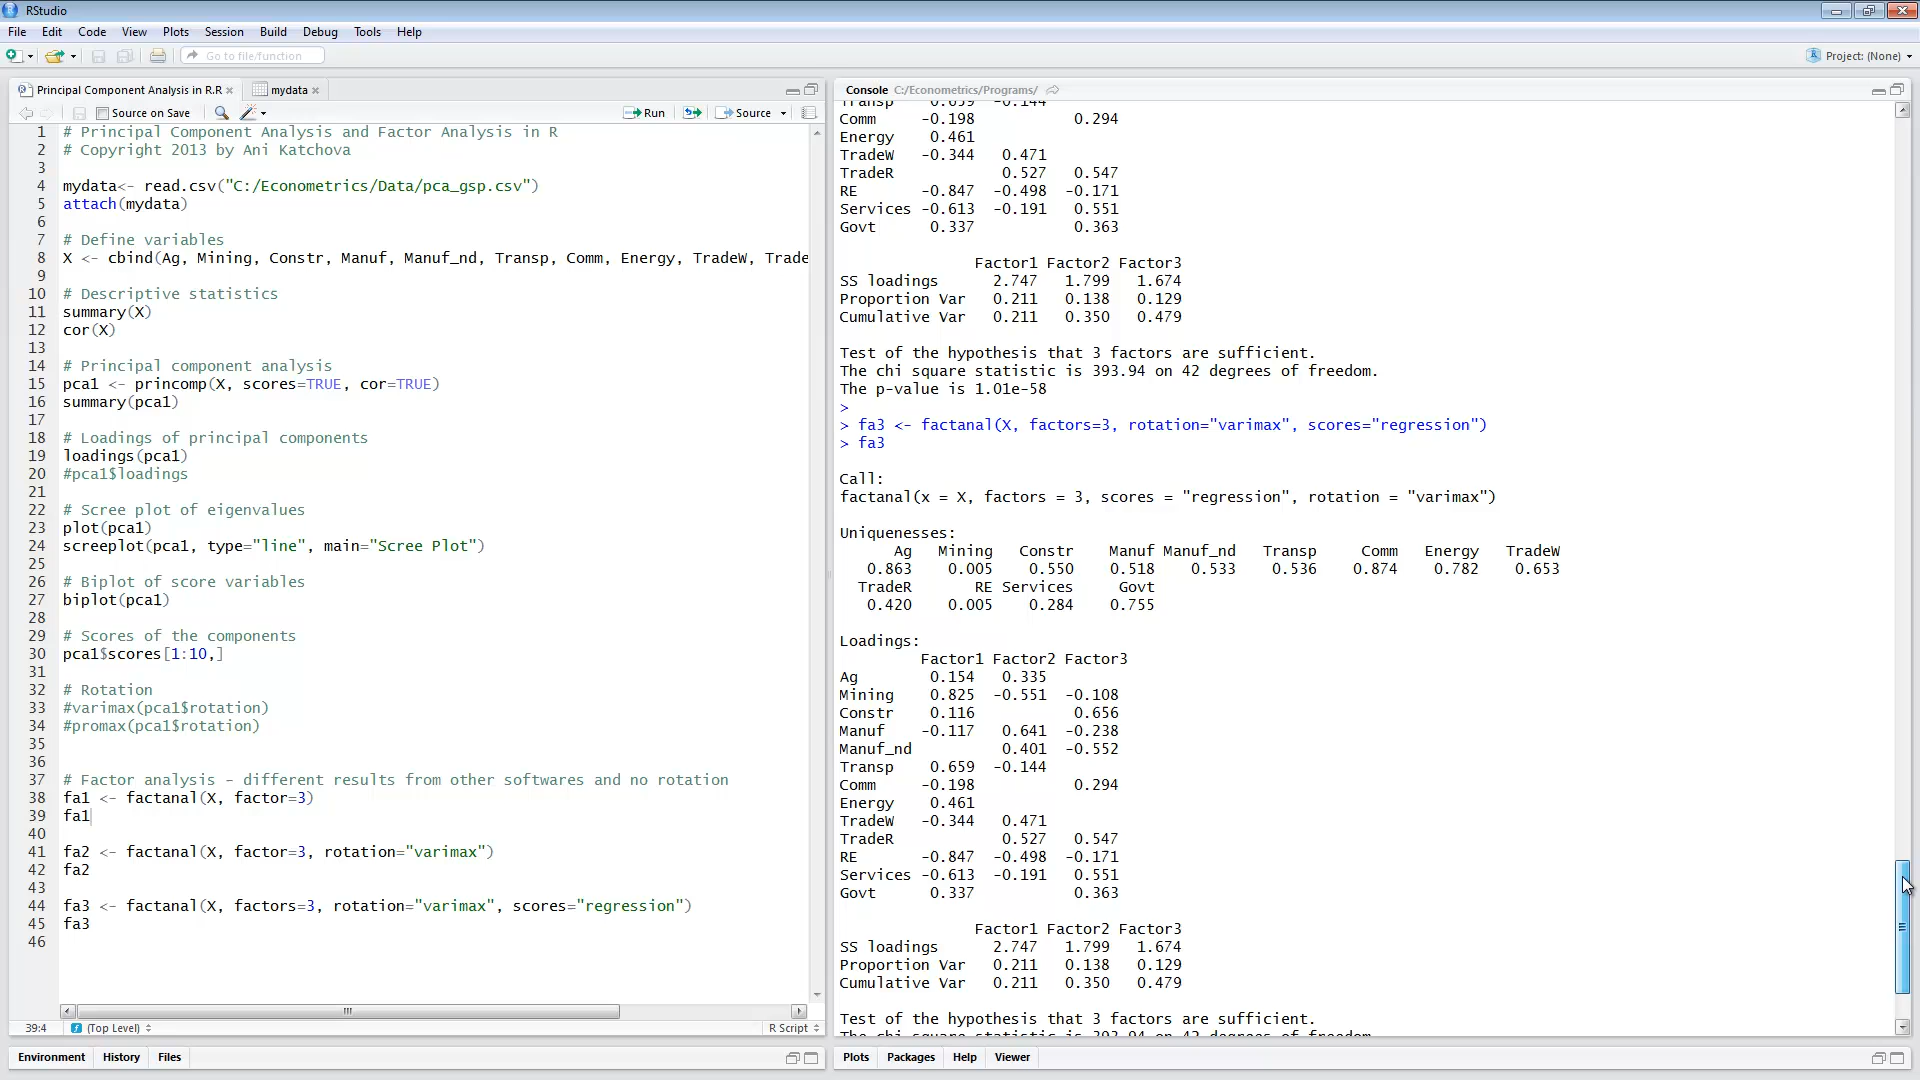 RStudio
File Edit Code View Plots Session Build Debug Tools Help
Go to file/function
Project: (None)
Principal Component Analysis in R.R mydata
Source on Save Run Source
1 # Principal Component Analysis and Factor Analysis in R
2 # Copyright 2013 by Ani Katchova
3
4 mydata<- read.csv("C:/Econometrics/Data/pca_gsp.csv")
5 attach(mydata)
6
7 # Define variables
8 X <- cbind(Ag, Mining, Constr, Manuf, Manuf_nd, Transp, Comm, Energy, TradeW, Trade
9
10 # Descriptive statistics
11 summary(X)
12 cor(X)
13
14 # Principal component analysis
15 pca1 <- princomp(X, scores=TRUE, cor=TRUE)
16 summary(pca1)
17
18 # Loadings of principal components
19 loadings(pca1)
20 #pca1$loadings
21
22 # Scree plot of eigenvalues
23 plot(pca1)
24 screeplot(pca1, type="line", main="Scree Plot")
25
26 # Biplot of score variables
27 biplot(pca1)
28
29 # Scores of the components
30 pca1$scores[1:10,]
31
32 # Rotation
33 #varimax(pca1$rotation)
34 #promax(pca1$rotation)
35
36
37 # Factor analysis - different results from other softwares and no rotation
38 fa1 <- factanal(X, factor=3)
39 fa1
40
41 fa2 <- factanal(X, factor=3, rotation="varimax")
42 fa2
43
44 fa3 <- factanal(X, factors=3, rotation="varimax", scores="regression")
45 fa3
46
39:4 (Top Level) R Script
Environment History Files
Console C:/Econometrics/Programs/
Transp 0.659 -0.144
Comm -0.198 0.294
Energy 0.461
TradeW -0.344 0.471
TradeR 0.527 0.547
RE -0.847 -0.498 -0.171
Services -0.613 -0.191 0.551
Govt 0.337 0.363
Factor1 Factor2 Factor3
SS loadings 2.747 1.799 1.674
Proportion Var 0.211 0.138 0.129
Cumulative Var 0.211 0.350 0.479
Test of the hypothesis that 3 factors are sufficient.
The chi square statistic is 393.94 on 42 degrees of freedom.
The p-value is 1.01e-58
>
> fa3 <- factanal(X, factors=3, rotation="varimax", scores="regression")
> fa3
Call:
factanal(x = X, factors = 3, scores = "regression", rotation = "varimax")
Uniquenesses:
Ag Mining Constr Manuf Manuf_nd Transp Comm Energy TradeW
0.863 0.005 0.550 0.518 0.533 0.536 0.874 0.782 0.653
TradeR RE Services Govt
0.420 0.005 0.284 0.755
Loadings:
Factor1 Factor2 Factor3
Ag 0.154 0.335
Mining 0.825 -0.551 -0.108
Constr 0.116 0.656
Manuf -0.117 0.641 -0.238
Manuf_nd 0.401 -0.552
Transp 0.659 -0.144
Comm -0.198 0.294
Energy 0.461
TradeW -0.344 0.471
TradeR 0.527 0.547
RE -0.847 -0.498 -0.171
Services -0.613 -0.191 0.551
Govt 0.337 0.363
Factor1 Factor2 Factor3
SS loadings 2.747 1.799 1.674
Proportion Var 0.211 0.138 0.129
Cumulative Var 0.211 0.350 0.479
Test of the hypothesis that 3 factors are sufficient.
The chi square statistic is 393.94 on 42 degrees of freedom.
Plots Packages Help Viewer